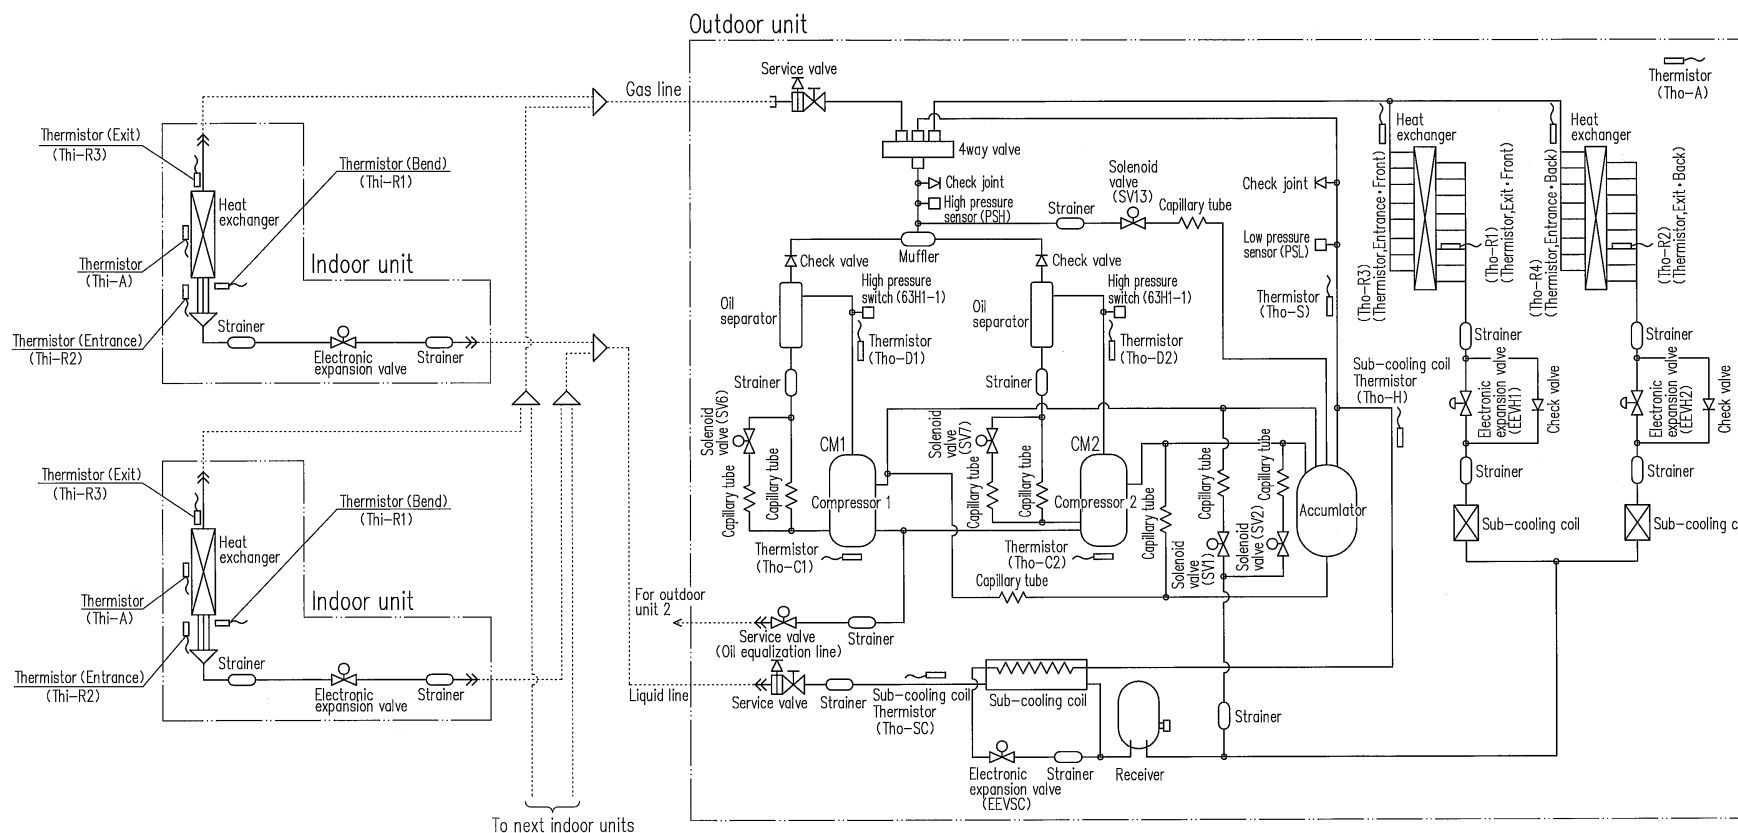 Outdoor unit
Service valve
Gas line
Thermistor
(Tho-A)
Thermistor (Exit)
(Thi-R3)
Thermistor (Bend)
(Thi-R1)
Heat
exchanger
Thermistor
(Thi-A)
Indoor unit
Thermistor (Entrance)
(Thi-R2)
Strainer
Electronic
expansion valve
Strainer
4way valve
Check joint
High pressure
sensor (PSH)
Solenoid
valve
(SV13)
Strainer
Capillary tube
Muffler
Check valve
Check valve
High pressure
switch (63H1-1)
High pressure
switch (63H1-1)
Oil
separator
Oil
separator
Thermistor
(Tho-D1)
Thermistor
(Tho-D2)
Strainer
Strainer
Check joint
Low pressure
sensor (PSL)
Thermistor
(Tho-S)
Sub-cooling coil
Thermistor
(Tho-H)
Heat
exchanger
Heat
exchanger
(Tho-R3)
(Thermistor,Entrance・Front)
(Tho-R1)
(Thermistor,Exit・Front)
(Tho-R4)
(Thermistor,Entrance・Back)
(Tho-R2)
(Thermistor,Exit・Back)
Strainer
Strainer
Electronic
expansion valve
(EEVH1)
Check valve
Electronic
expansion valve
(EEVH2)
Check valve
Strainer
Strainer
Sub-cooling coil
Sub-cooling c
Solenoid
valve (SV6)
Capillary tube
Capillary tube
CM1
Compressor 1
Thermistor
(Tho-C1)
Solenoid
valve (SV7)
Capillary tube
Capillary tube
CM2
Compressor 2
Thermistor
(Tho-C2)
Capillary tube
Capillary tube
Capillary tube
Capillary tube
Solenoid
valve
(SV1)
Solenoid
valve (SV2)
Accumlator
Thermistor (Exit)
(Thi-R3)
Thermistor (Bend)
(Thi-R1)
Heat
exchanger
Thermistor
(Thi-A)
Indoor unit
Thermistor (Entrance)
(Thi-R2)
Strainer
Electronic
expansion valve
Strainer
For outdoor
unit 2
Service valve
(Oil equalization line)
Strainer
Liquid line
Service valve
Strainer
Sub-cooling coil
Thermistor
(Tho-SC)
Sub-cooling coil
Electronic
expansion valve
(EEVSC)
Strainer
Receiver
Strainer
To next indoor units